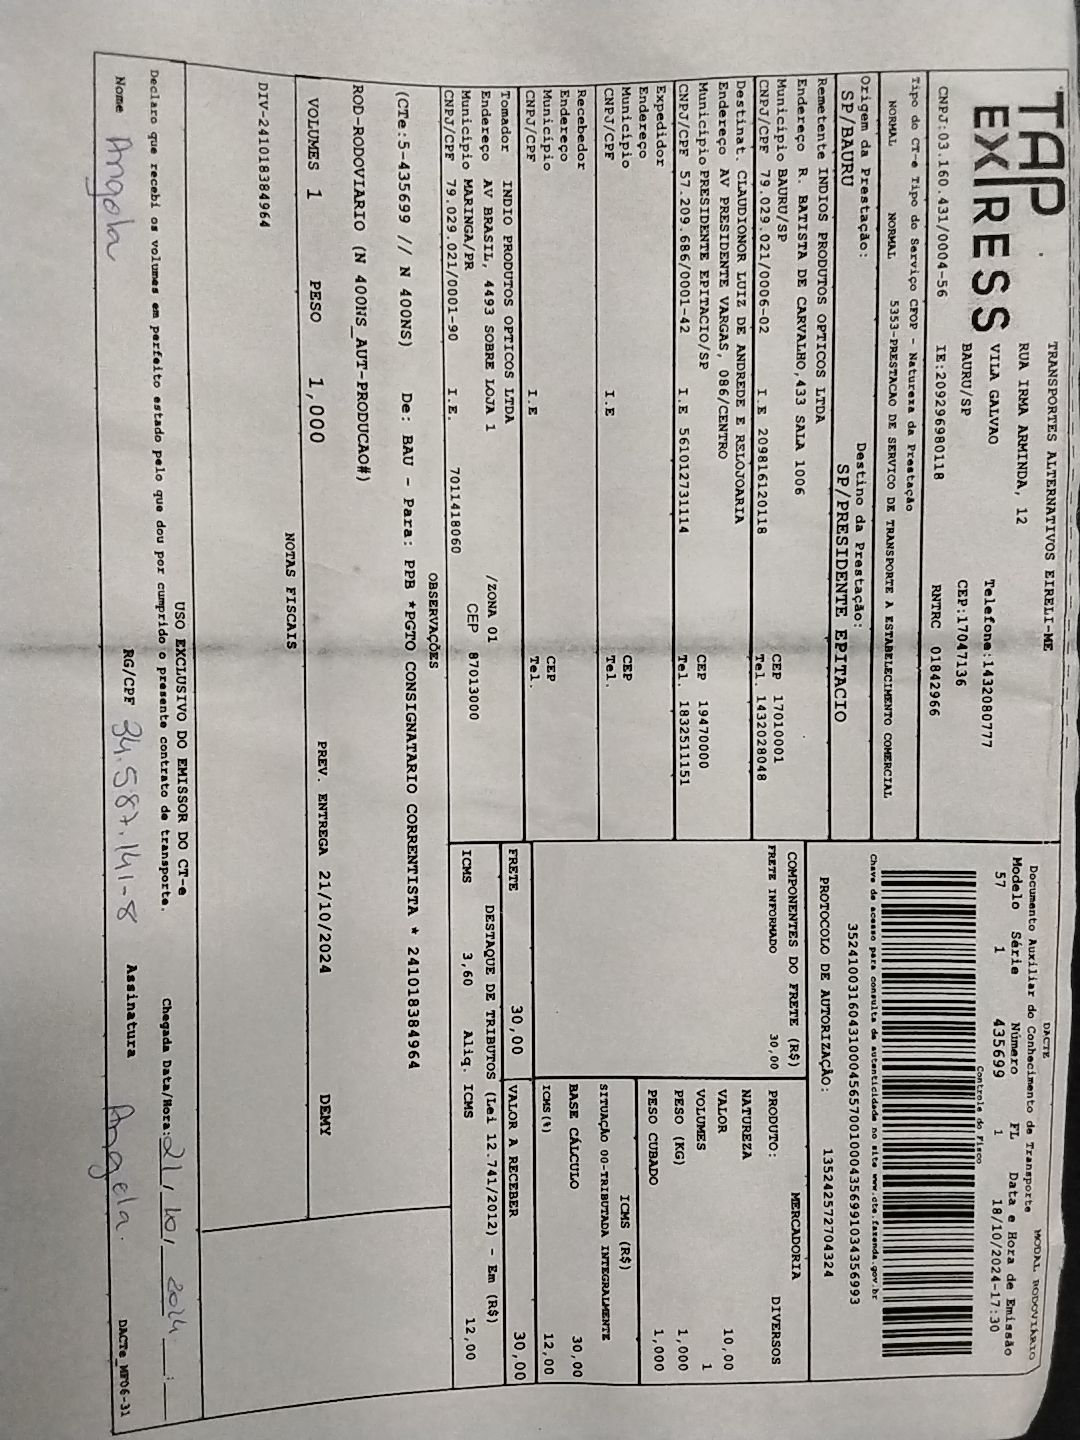 TAP EXPRESS
TRANSPORTES ALTERNATIVOS EIRELI-ME
RUA IRMA ARMINDA, 12
VILA GALVAO Telefone:1432080777
BAURU/SP CEP:17047136
CNPJ:03.160.431/0004-56 IE:209296980118 RNTRC 01842966
DACTE MODAL RODOVIÁRIO
Documento Auxiliar do Conhecimento de Transporte
Modelo Série Número FL Data e Hora de Emissão
57 1 435699 1 18/10/2024-17:30
Controle do Fisco
Chave de acesso para consulta de autenticidade no site www.cte.fazenda.gov.br
35241003160431000456570010004356991034356993
PROTOCOLO DE AUTORIZAÇÃO: 135242572704324
Tipo do CT-e Tipo do Serviço CFOP - Natureza da Prestação
NORMAL NORMAL 5353-PRESTACAO DE SERVICO DE TRANSPORTE A ESTABELECIMENTO COMERCIAL
Origem da Prestação: Destino da Prestação:
SP/BAURU SP/PRESIDENTE EPITACIO
Remetente INDIOS PRODUTOS OPTICOS LTDA
Endereço R. BATISTA DE CARVALHO,433 SALA 1006
Município BAURU/SP CEP 17010001
CNPJ/CPF 79.029.021/0006-02 I.E 209816120118 Tel. 1432028048
Destinat. CLAUDIONOR LUIZ DE ANDREDE E RELOJOARIA
Endereço AV PRESIDENTE VARGAS, 086/CENTRO
Município PRESIDENTE EPITACIO/SP CEP 19470000
CNPJ/CPF 57.209.686/0001-42 I.E 561012731114 Tel. 1832511151
Expedidor
Endereço
Município CEP
CNPJ/CPF I.E Tel.
Recebedor
Endereço
Município CEP
CNPJ/CPF I.E Tel.
Tomador INDIO PRODUTOS OPTICOS LTDA
Endereço AV BRASIL, 4493 SOBRE LOJA 1 /ZONA 01
Município MARINGA/PR CEP 87013000
CNPJ/CPF 79.029.021/0001-90 I.E. 7011418060
COMPONENTES DO FRETE (R$)
FRETE INFORMADO 30,00
FRETE 30,00
MERCADORIA
PRODUTO: DIVERSOS
NATUREZA
VALOR 10,00
VOLUMES 1
PESO (KG) 1,000
PESO CUBADO 1,000
ICMS (R$)
SITUAÇÃO 00-TRIBUTADA INTEGRALMENTE
BASE CÁLCULO 30,00
ICMS(%) 12,00
VALOR A RECEBER 30,00
DESTAQUE DE TRIBUTOS (Lei 12.741/2012) - Em (R$)
ICMS 3,60 Aliq. ICMS 12,00
OBSERVAÇÕES
(CTe:5-435699 // N 400NS) De: BAU - Para: PPB *PGTO CONSIGNATARIO CORRENTISTA * 241018384964
ROD-RODOVIARIO (N 400NS_AUT-PRODUCAO#)
VOLUMES 1 PESO 1,000 PREV. ENTREGA 21/10/2024 DEMY
NOTAS FISCAIS
DIV-241018384964
USO EXCLUSIVO DO EMISSOR DO CT-e
Declaro que recebi os volumes em perfeito estado pelo que dou por cumprido o presente contrato de transporte. Chegada Data/Hora: 21/10/2024 __:__
Nome Angela RG/CPF 34.587.141-8 Assinatura Angela. DACTe_MF06-31